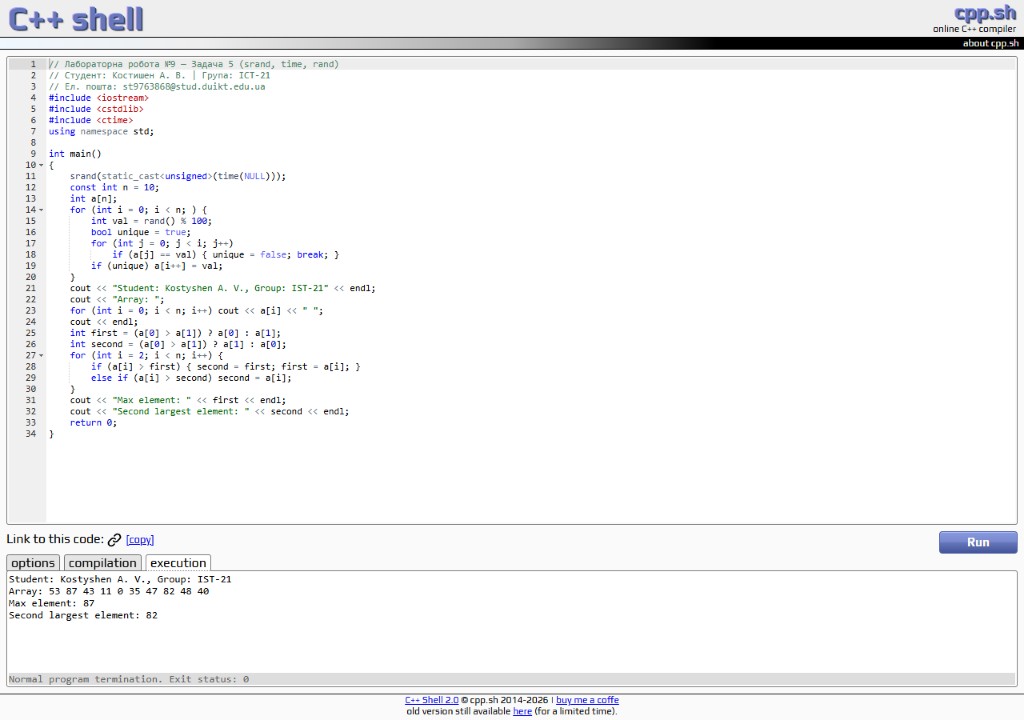 C++ shell
cpp.sh
online C++ compiler
about cpp.sh
1 // Лабораторна робота №9 — Задача 5 (srand, time, rand)
2 // Студент: Костишен А. В. | Група: ІСТ-21
3 // Ел. пошта: st9763868@stud.duikt.edu.ua
4 #include <iostream>
5 #include <cstdlib>
6 #include <ctime>
7 using namespace std;
8
9 int main()
10 {
11     srand(static_cast<unsigned>(time(NULL)));
12     const int n = 10;
13     int a[n];
14     for (int i = 0; i < n; ) {
15         int val = rand() % 100;
16         bool unique = true;
17         for (int j = 0; j < i; j++)
18             if (a[j] == val) { unique = false; break; }
19         if (unique) a[i++] = val;
20     }
21     cout << "Student: Kostyshen A. V., Group: IST-21" << endl;
22     cout << "Array: ";
23     for (int i = 0; i < n; i++) cout << a[i] << " ";
24     cout << endl;
25     int first = (a[0] > a[1]) ? a[0] : a[1];
26     int second = (a[0] > a[1]) ? a[1] : a[0];
27     for (int i = 2; i < n; i++) {
28         if (a[i] > first) { second = first; first = a[i]; }
29         else if (a[i] > second) second = a[i];
30     }
31     cout << "Max element: " << first << endl;
32     cout << "Second largest element: " << second << endl;
33     return 0;
34 }
Link to this code: [copy]
Run
options compilation execution
Student: Kostyshen A. V., Group: IST-21
Array: 53 87 43 11 0 35 47 82 48 40
Max element: 87
Second largest element: 82
Normal program termination. Exit status: 0
C++ Shell 2.0 © cpp.sh 2014-2026 | buy me a coffe
old version still available here (for a limited time).